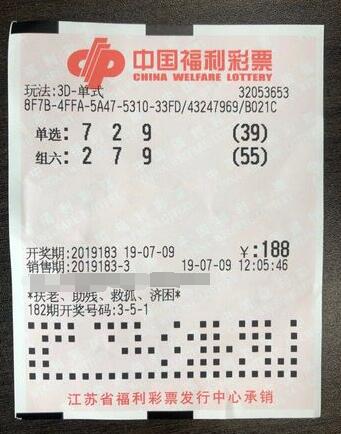 中国福利彩票
CHINA WELFARE LOTTERY
玩法:3D-单式 32053653
8F7B-4FFA-5A47-5310-33FD/43247969/B021C
单选: 7 2 9 (39)
组六: 2 7 9 (55)
开奖期:2019183 19-07-09 ¥:188
销售期:2019183-3 19-07-09 12:05:46
*扶老、助残、救孤、济困*
182期开奖号码:3-5-1
江苏省福利彩票发行中心承销